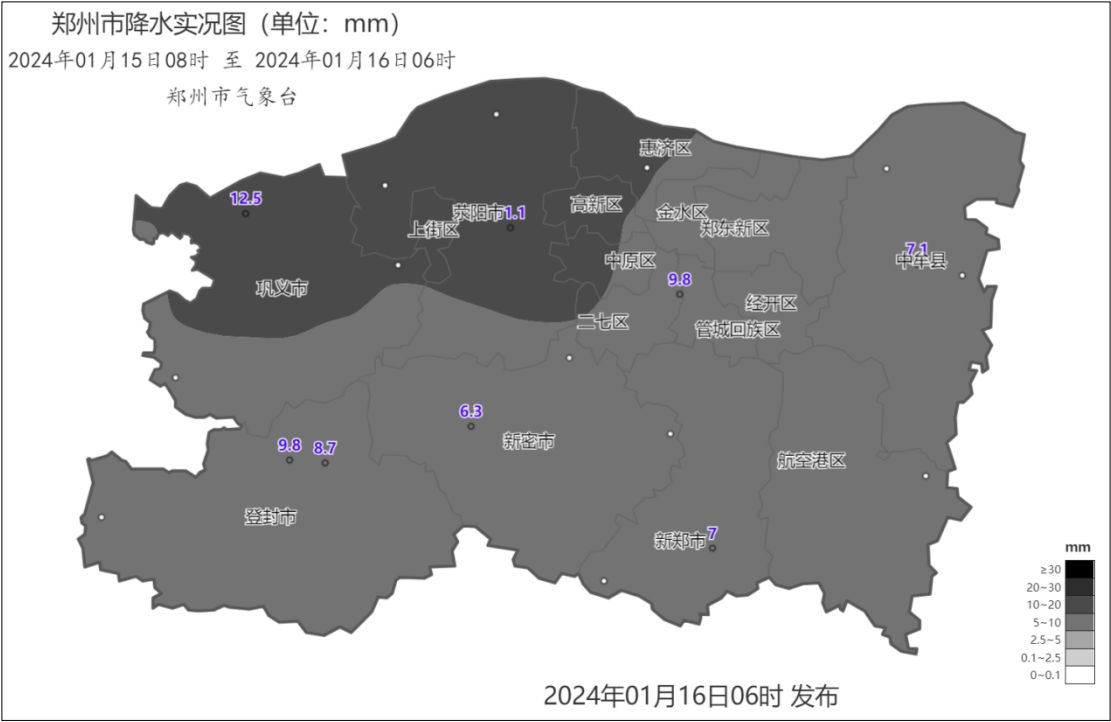 郑州市降水实况图（单位：mm）
2024年01月15日08时 至 2024年01月16日06时
郑州市气象台
惠济区
12.5
荥阳市
1.1
高新区
金水区
上街区
郑东新区
7.1
中牟县
中原区
9.8
巩义市
经开区
二七区
管城回族区
6.3
新密市
9.8
8.7
航空港区
登封市
新郑市
7
mm
≥30
20~30
10~20
5~10
2.5~5
0.1~2.5
0~0.1
2024年01月16日06时 发布